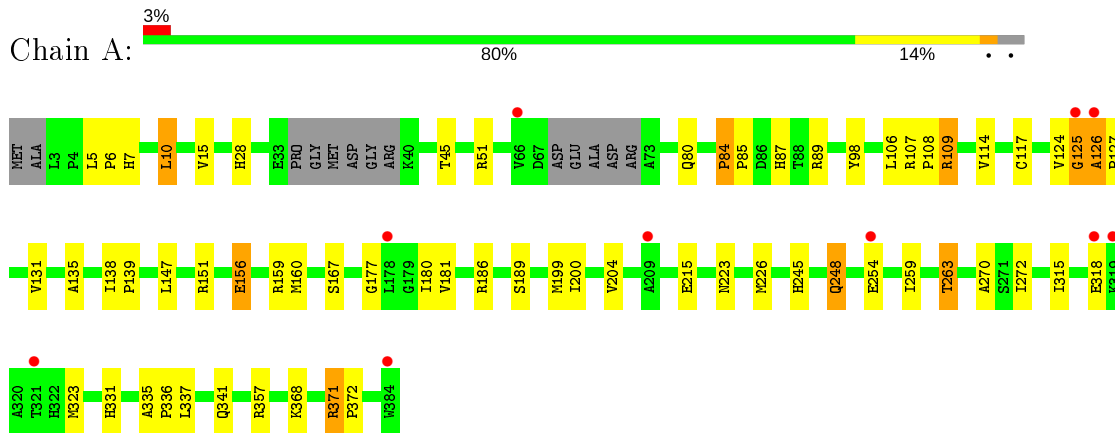 3%
Chain A:
80% 14% • •
MET ALA L3 P4 L5 P6 H7 L10 V15 H28 E33 PRO GLY MET ASP GLY ARG K40 T45 R51 V66 D67 ASP GLU ALA ASP ARG A73 Q80 P84 P85 D86 H87 T88 R89 Y98 L106 R107 P108 R109 V114 C117 V124 G125 A126
V131 A135 I138 P139 L147 R151 E156 R159 M160 S167 G177 L178 G179 I180 V181 R186 S189 M199 I200 V204 A209 E215 N223 M226 H245 Q248 E254 I259 T263 A270 S271 I272 I315 E318 K319
A320 T321 H322 M323 H331 A335 P336 L337 Q341 R357 K368 R371 P372 W384